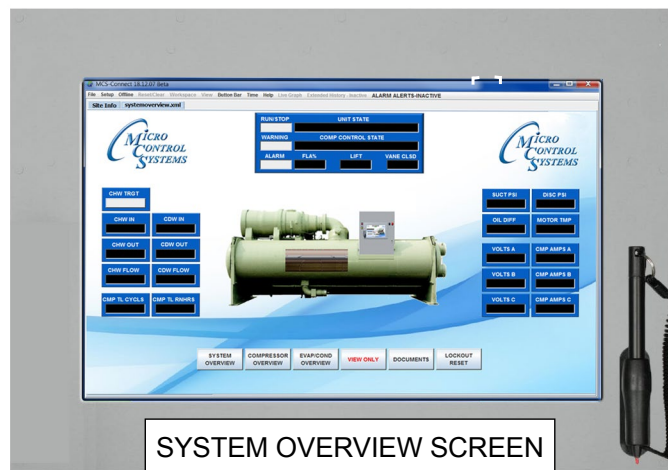 MCS-Connect 18.12.07 Beta
File Setup Offline Reset/Clear Workspace View Button Bar Time Help Live Graph Extended History - Inactive ALARM ALERTS-INACTIVE
Site Info systemoverview.xml
RUN/STOP UNIT STATE
WARNING COMP CONTROL STATE
ALARM FLA% LIFT VANE CLSD
MICRO
CONTROL
SYSTEMS
MICRO
CONTROL
SYSTEMS
CHW TRGT
CHW IN CDW IN
CHW OUT CDW OUT
CHW FLOW CDW FLOW
CMP TL CYCLS CMP TL RNHRS
SUCT PSI DISC PSI
OIL DIFF MOTOR TMP
VOLTS A CMP AMPS A
VOLTS B CMP AMPS B
VOLTS C CMP AMPS C
SYSTEM
OVERVIEW
COMPRESSOR
OVERVIEW
EVAP/COND
OVERVIEW
VIEW ONLY
DOCUMENTS
LOCKOUT
RESET
SYSTEM OVERVIEW SCREEN